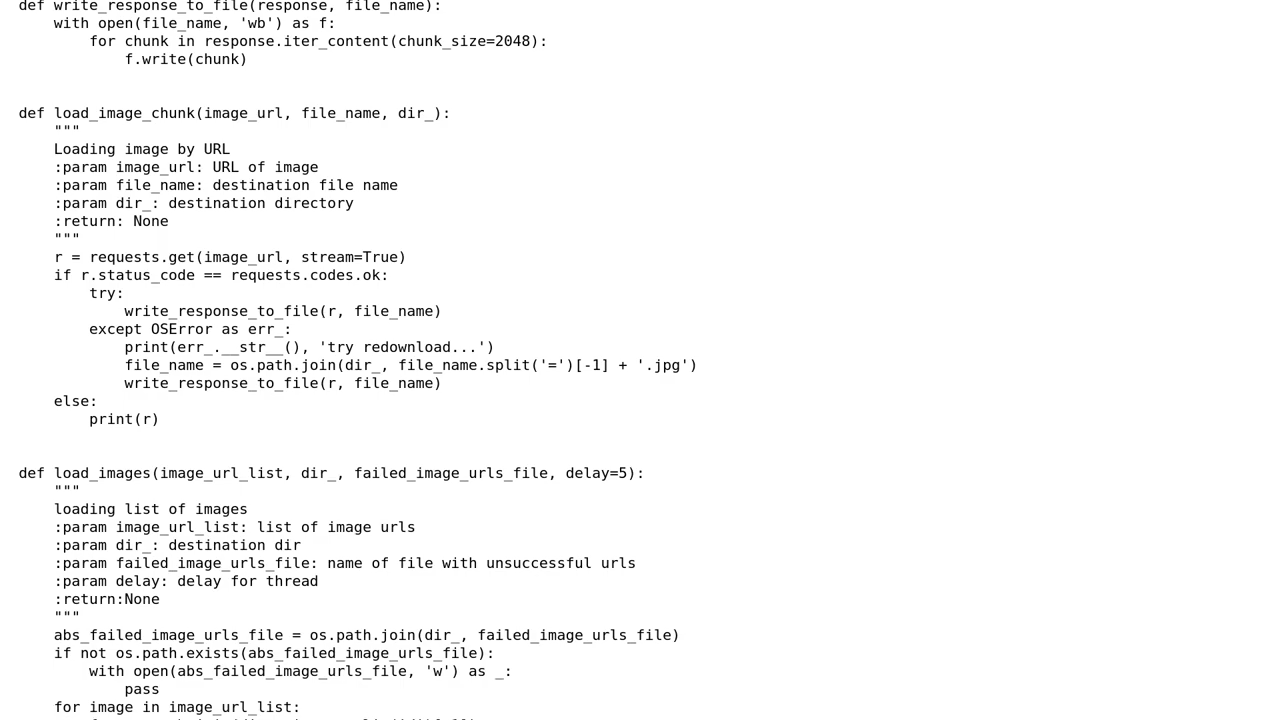 def write_response_to_file(response, file_name):
    with open(file_name, 'wb') as f:
        for chunk in response.iter_content(chunk_size=2048):
            f.write(chunk)


def load_image_chunk(image_url, file_name, dir_):
    """
    Loading image by URL
    :param image_url: URL of image
    :param file_name: destination file name
    :param dir_: destination directory
    :return: None
    """
    r = requests.get(image_url, stream=True)
    if r.status_code == requests.codes.ok:
        try:
            write_response_to_file(r, file_name)
        except OSError as err_:
            print(err_.__str__(), 'try redownload...')
            file_name = os.path.join(dir_, file_name.split('=')[-1] + '.jpg')
            write_response_to_file(r, file_name)
    else:
        print(r)


def load_images(image_url_list, dir_, failed_image_urls_file, delay=5):
    """
    loading list of images
    :param image_url_list: list of image urls
    :param dir_: destination dir
    :param failed_image_urls_file: name of file with unsuccessful urls
    :param delay: delay for thread
    :return:None
    """
    abs_failed_image_urls_file = os.path.join(dir_, failed_image_urls_file)
    if not os.path.exists(abs_failed_image_urls_file):
        with open(abs_failed_image_urls_file, 'w') as _:
            pass
    for image in image_url_list: